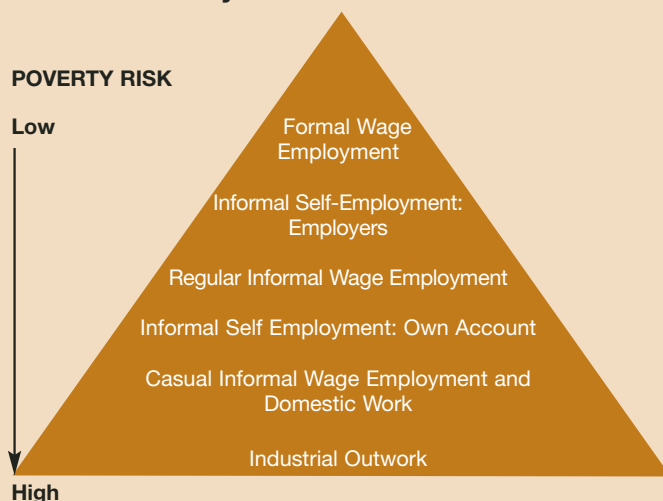 POVERTY RISK
Low
Formal Wage
Employment
Informal Self-Employment:
Employers
Regular Informal Wage Employment
Informal Self Employment: Own Account
Casual Informal Wage Employment and
Domestic Work
Industrial Outwork
High